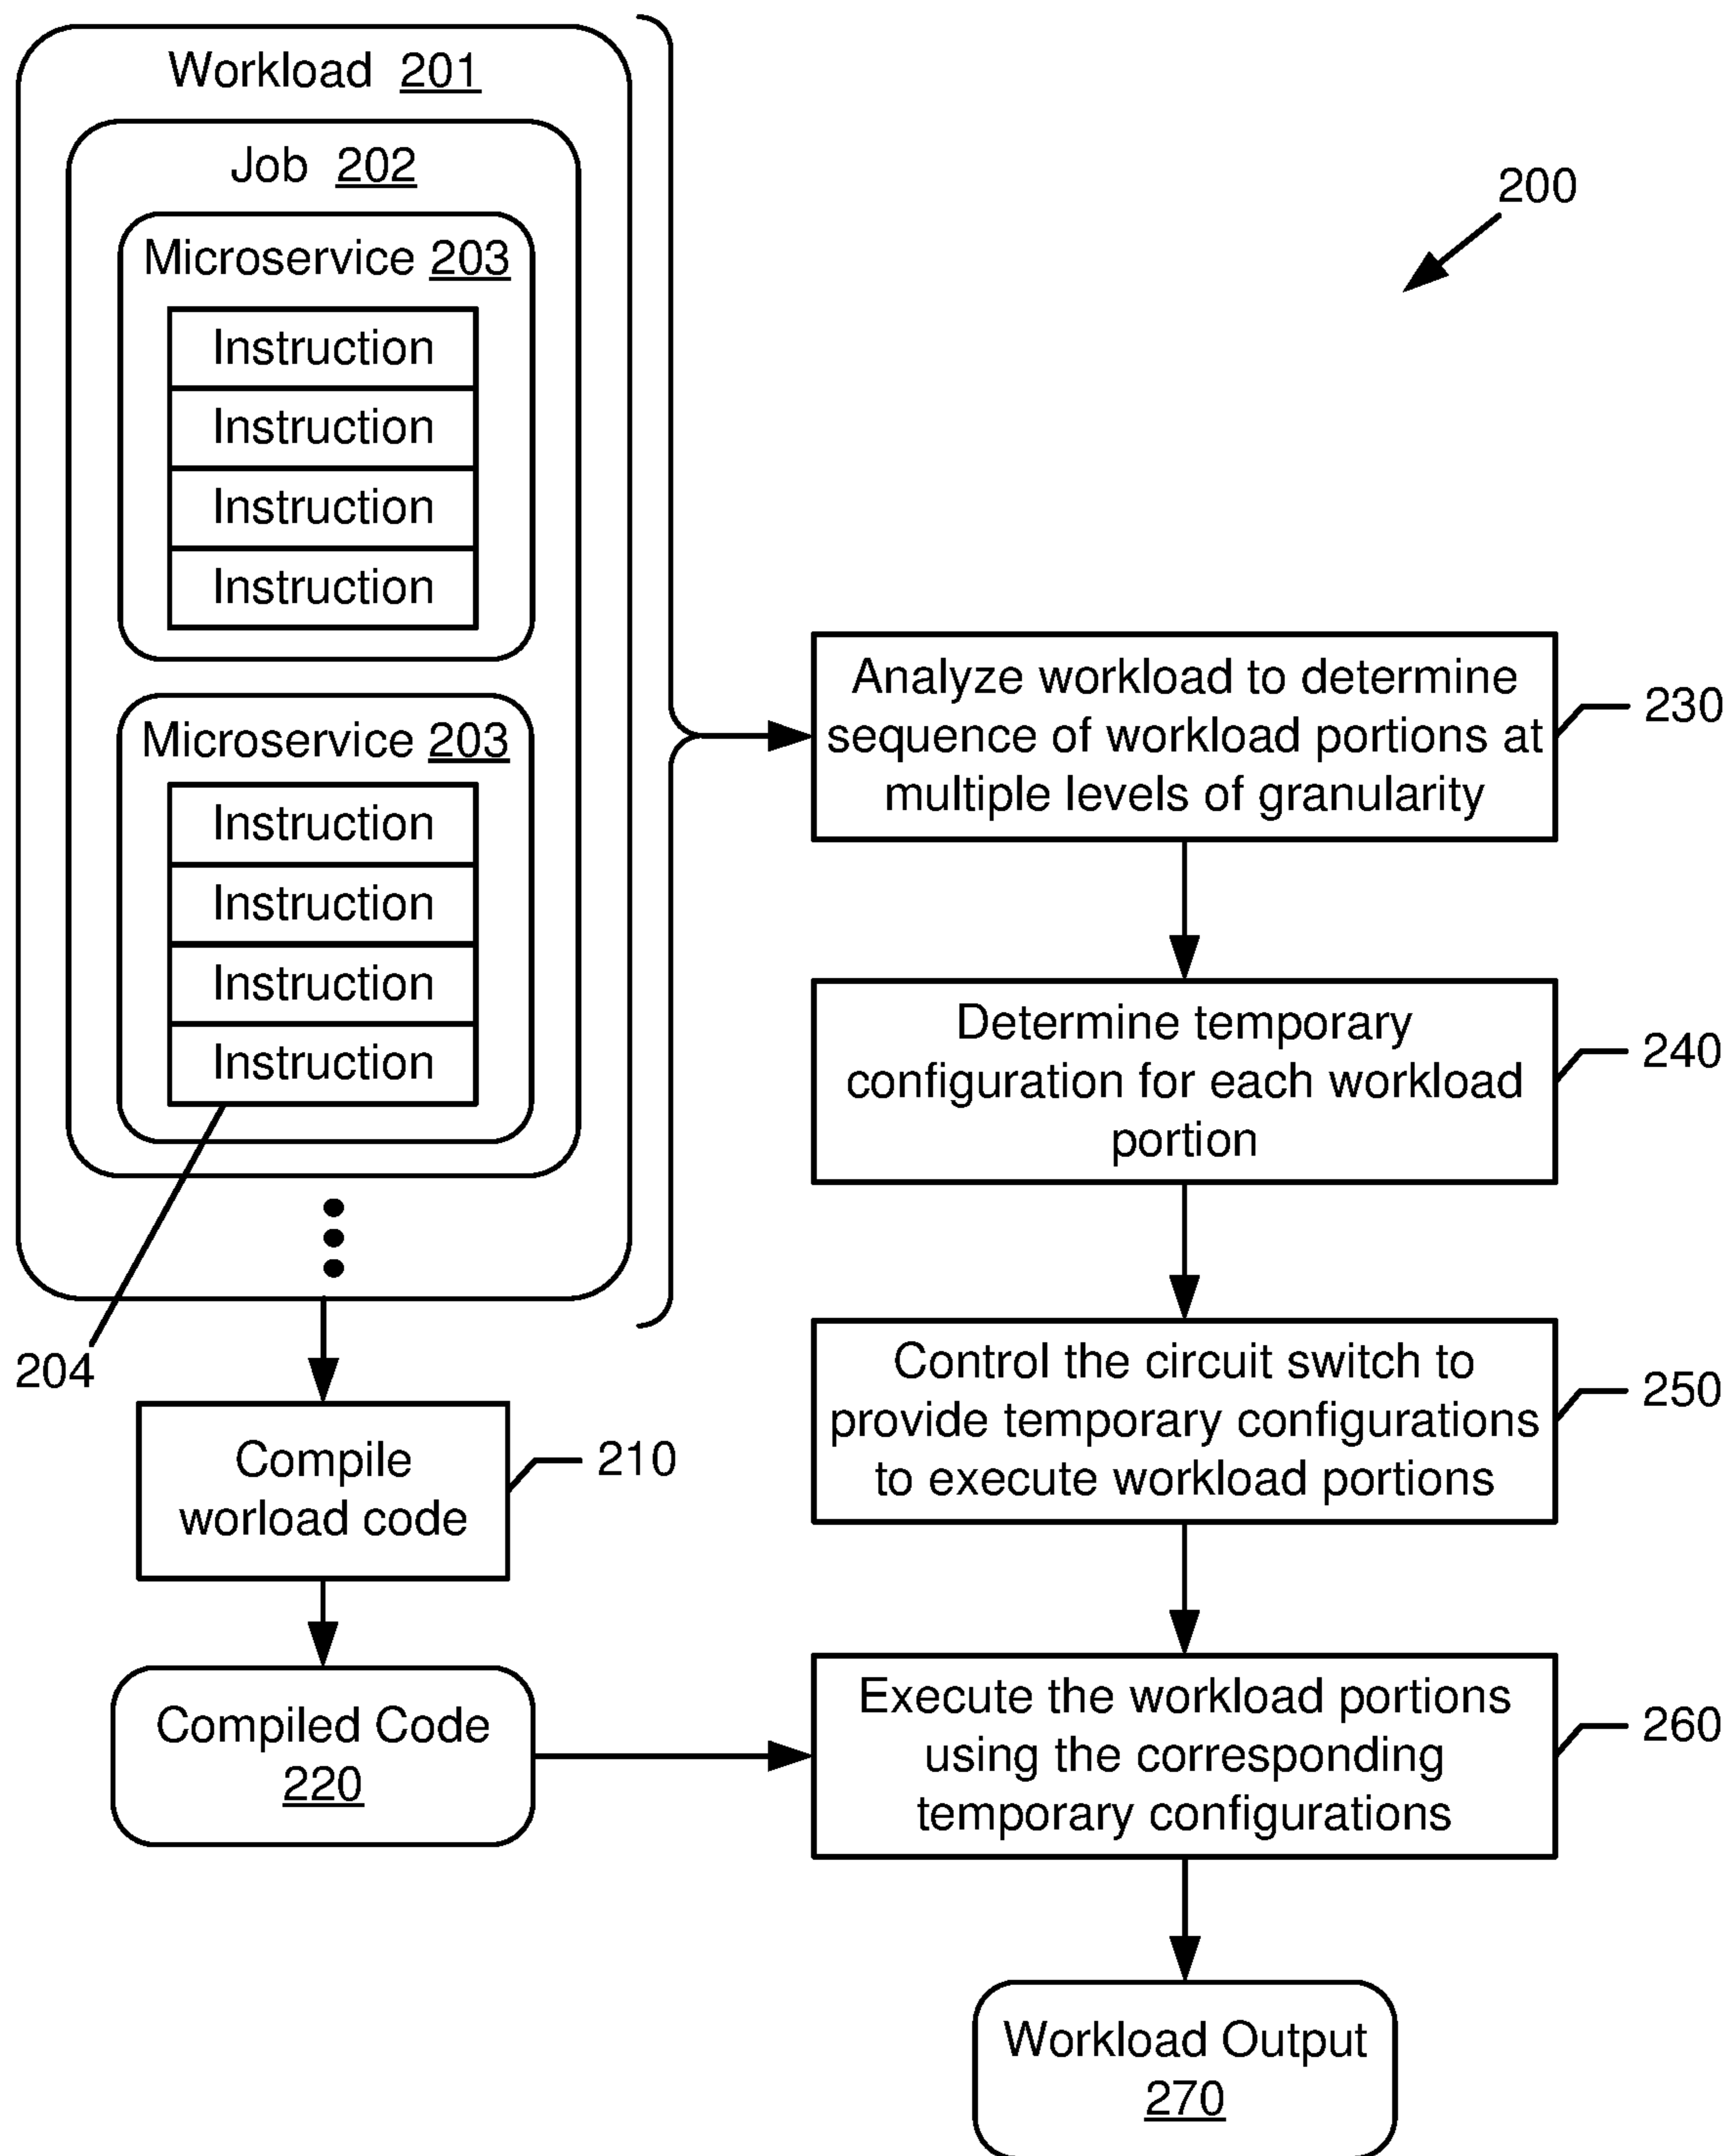 Workload 201
Job 202
Microservice 203
Instruction
Instruction
Instruction
Instruction
Microservice 203
Instruction
Instruction
Instruction
Instruction
204
Compile
worload code
210
Compiled Code
220
200
Analyze workload to determine
sequence of workload portions at
multiple levels of granularity
230
Determine temporary
configuration for each workload
portion
240
Control the circuit switch to
provide temporary configurations
to execute workload portions
250
Execute the workload portions
using the corresponding
temporary configurations
260
Workload Output
270